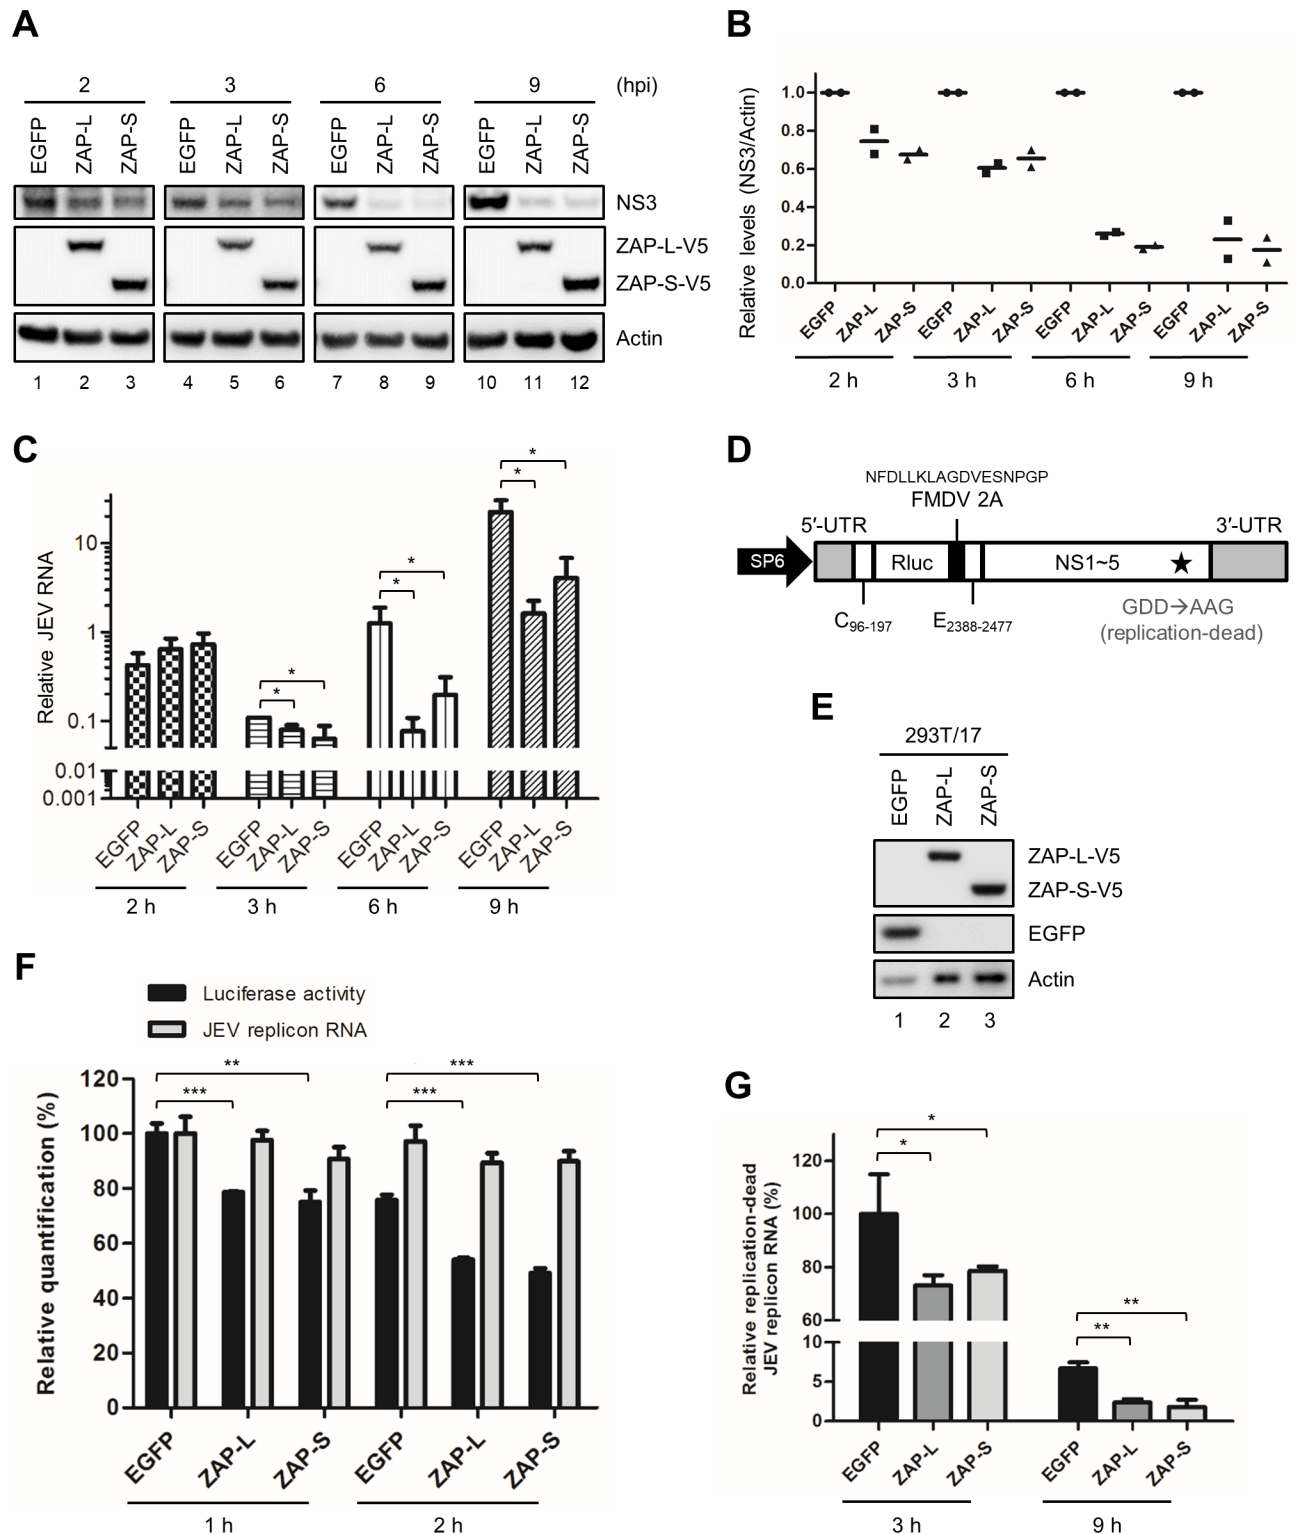 A
2 3 6 9 (hpi)
EGFP ZAP-L ZAP-S EGFP ZAP-L ZAP-S EGFP ZAP-L ZAP-S EGFP ZAP-L ZAP-S
NS3
ZAP-L-V5
ZAP-S-V5
Actin
1 2 3 4 5 6 7 8 9 10 11 12
B
Relative levels (NS3/Actin)
1.0
0.8
0.6
0.4
0.2
0.0
EGFP ZAP-L ZAP-S EGFP ZAP-L ZAP-S EGFP ZAP-L ZAP-S EGFP ZAP-L ZAP-S
2 h 3 h 6 h 9 h
C
Relative JEV RNA
10
1
0.1
0.01
0.001
* * * * * *
EGFP ZAP-L ZAP-S EGFP ZAP-L ZAP-S EGFP ZAP-L ZAP-S EGFP ZAP-L ZAP-S
2 h 3 h 6 h 9 h
D
NFDLLKLAGDVESNPGP
FMDV 2A
5′-UTR 3′-UTR
SP6 Rluc NS1~5 ★
C96-197 E2388-2477
GDD→AAG
(replication-dead)
E
293T/17
EGFP ZAP-L ZAP-S
ZAP-L-V5
ZAP-S-V5
EGFP
Actin
1 2 3
F
Luciferase activity
JEV replicon RNA
Relative quantification (%)
120
100
80
60
40
20
0
** ***
*** ***
EGFP ZAP-L ZAP-S EGFP ZAP-L ZAP-S
1 h 2 h
G
Relative replication-dead
JEV replicon RNA (%)
120
100
80
60
10
5
0
*
*
**
**
EGFP ZAP-L ZAP-S EGFP ZAP-L ZAP-S
3 h 9 h